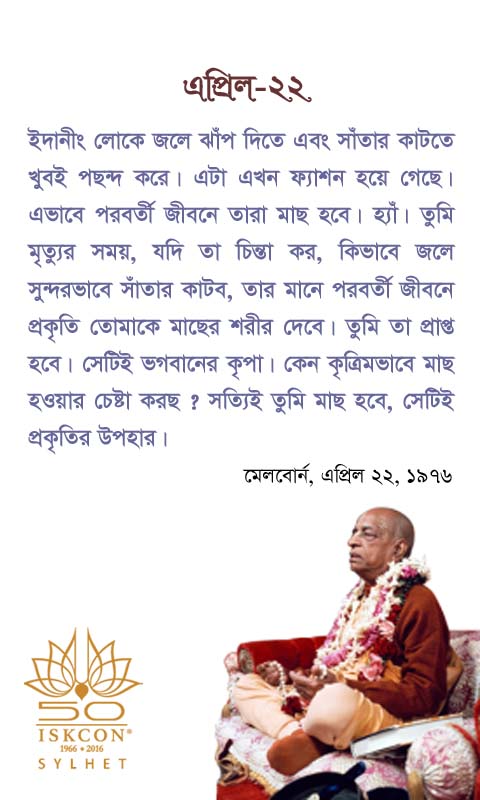 এপ্রিল-২২
ইদানীং লোকে জলে ঝাঁপ দিতে এবং সাঁতার কাটতে
খুবই পছন্দ করে। এটা এখন ফ্যাশন হয়ে গেছে।
এভাবে পরবর্তী জীবনে তারা মাছ হবে। হ্যাঁ। তুমি
মৃত্যুর সময়, যদি তা চিন্তা কর, কিভাবে জলে
সুন্দরভাবে সাঁতার কাটব, তার মানে পরবর্তী জীবনে
প্রকৃতি তোমাকে মাছের শরীর দেবে। তুমি তা প্রাপ্ত
হবে। সেটিই ভগবানের কৃপা। কেন কৃত্রিমভাবে মাছ
হওয়ার চেষ্টা করছ ? সত্যিই তুমি মাছ হবে, সেটিই
প্রকৃতির উপহার।
মেলবোর্ন, এপ্রিল ২২, ১৯৭৬
50
ISKCON®
1966 • 2016
SYLHET